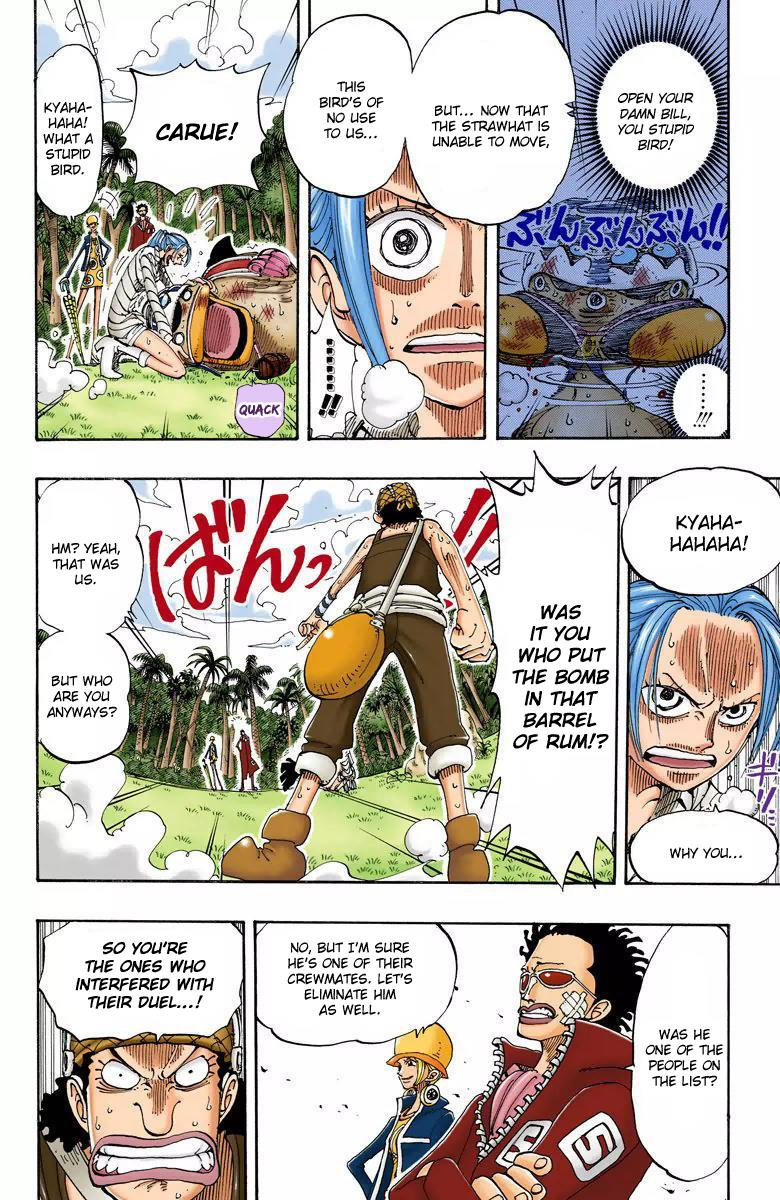 OPEN YOUR
DAMN BILL,
YOU STUPID
BIRD!
ぶんぶんぶん!!
......!!!
BUT... NOW THAT
THE STRAWHAT IS
UNABLE TO MOVE,
THIS
BIRD'S OF
NO USE
TO US...
......!!
CARUE!
KYAHA-
HAHA!
WHAT A
STUPID
BIRD.
QUACK
KYAHA-
HAHAHA!
WHY YOU...
WAS
IT YOU
WHO PUT
THE BOMB
IN THAT
BARREL
OF RUM!?
ばんっ!!
HM? YEAH,
THAT WAS
US.
BUT WHO
ARE YOU
ANYWAYS?
WAS HE
ONE OF THE
PEOPLE ON
THE LIST?
5
NO, BUT I'M SURE
HE'S ONE OF THEIR
CREWMATES. LET'S
ELIMINATE HIM
AS WELL.
SO YOU'RE
THE ONES WHO
INTERFERED WITH
THEIR DUEL...!